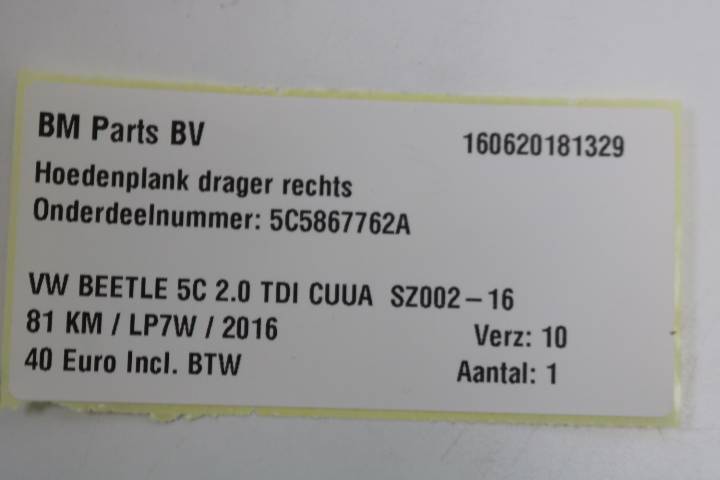 BM Parts BV 160620181329
Hoedenplank drager rechts
Onderdeelnummer: 5C5867762A
VW BEETLE 5C 2.0 TDI CUUA SZ002-16
81 KM / LP7W / 2016 Verz: 10
40 Euro Incl. BTW Aantal: 1